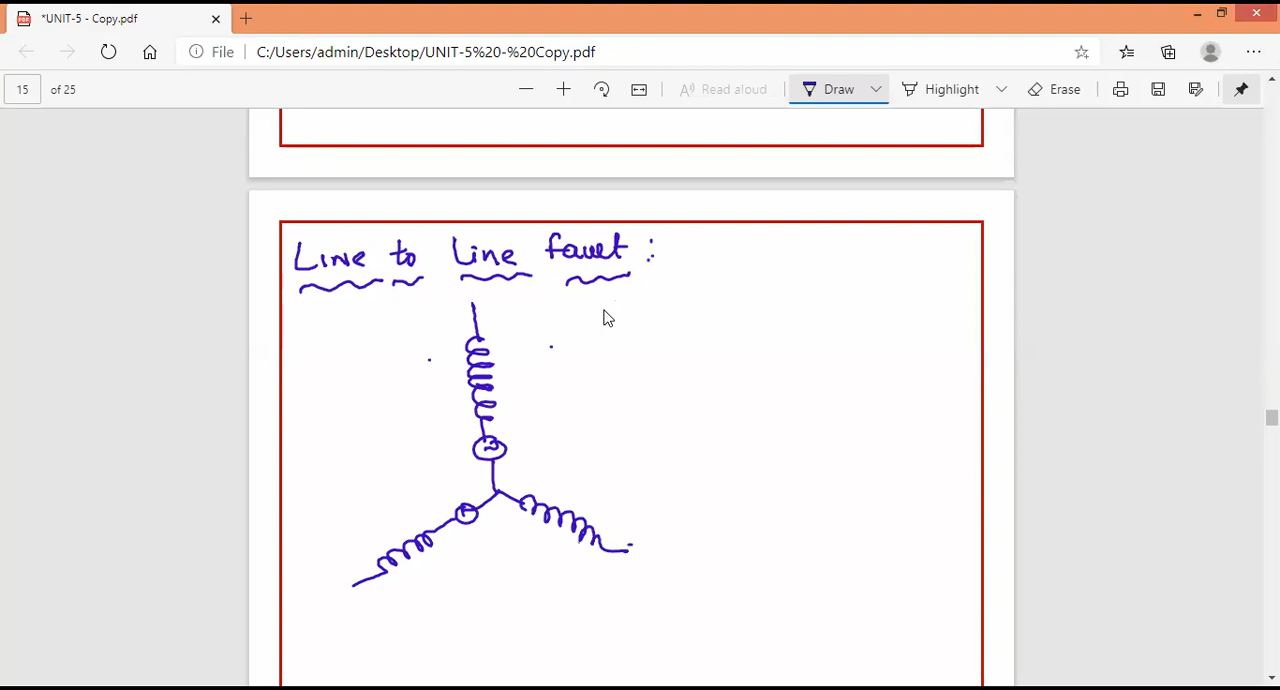 *UNIT-5 - Copy.pdf
File C:/Users/admin/Desktop/UNIT-5%20-%20Copy.pdf
15 of 25 Read aloud Draw Highlight Erase
Line to Line fault :